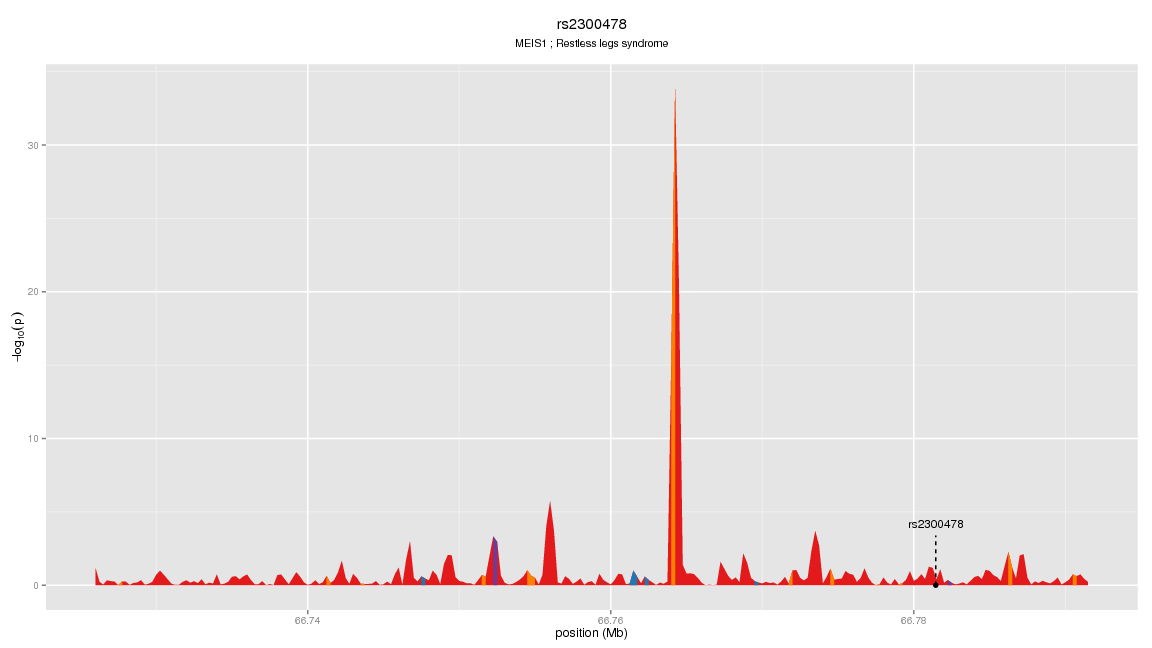 rs2300478
MEIS1 ; Restless legs syndrome
30
20
10
0
−log10(p)
rs2300478
66.74
66.76
66.78
position (Mb)